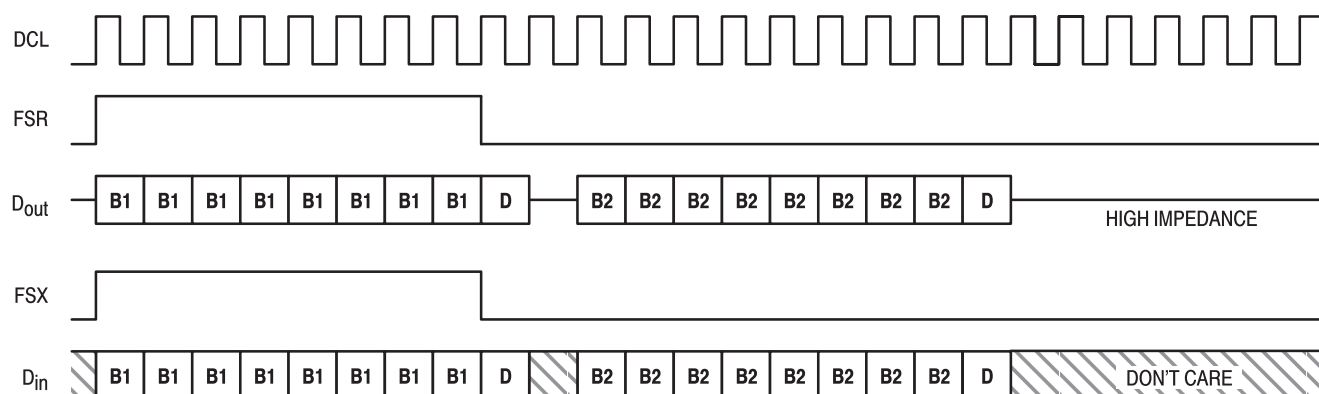 DCL
FSR
Dout B1 B1 B1 B1 B1 B1 B1 B1 D B2 B2 B2 B2 B2 B2 B2 B2 D HIGH IMPEDANCE
FSX
Din B1 B1 B1 B1 B1 B1 B1 B1 D B2 B2 B2 B2 B2 B2 B2 B2 D DON'T CARE